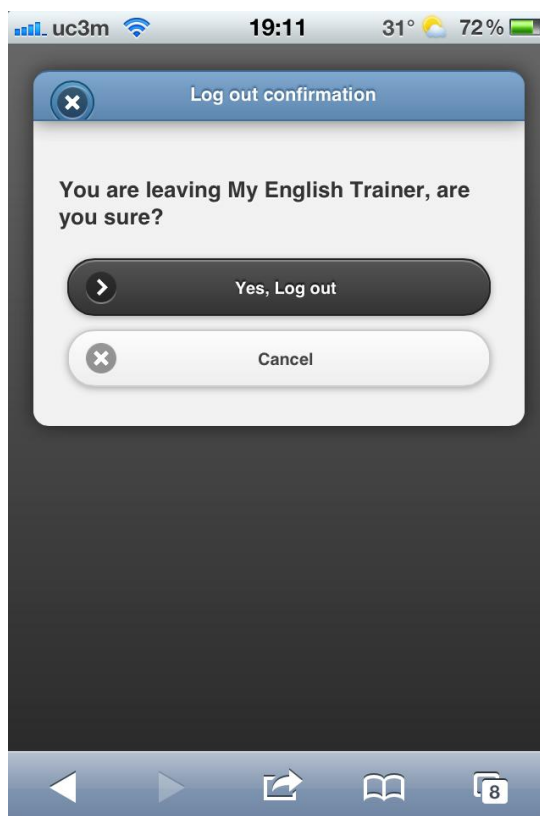 uc3m 19:11 31° 72%
Log out confirmation
You are leaving My English Trainer, are
you sure?
Yes, Log out
Cancel
8